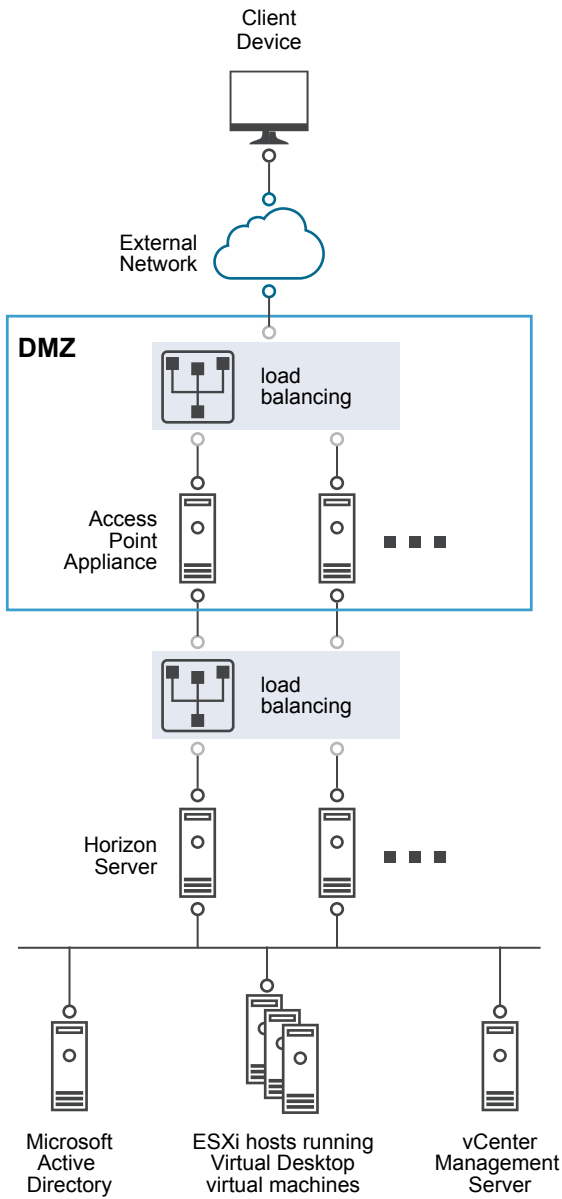 Client
Device
External
Network
DMZ
load
balancing
Access
Point
Appliance
load
balancing
Horizon
Server
Microsoft
Active
Directory
ESXi hosts running
Virtual Desktop
virtual machines
vCenter
Management
Server